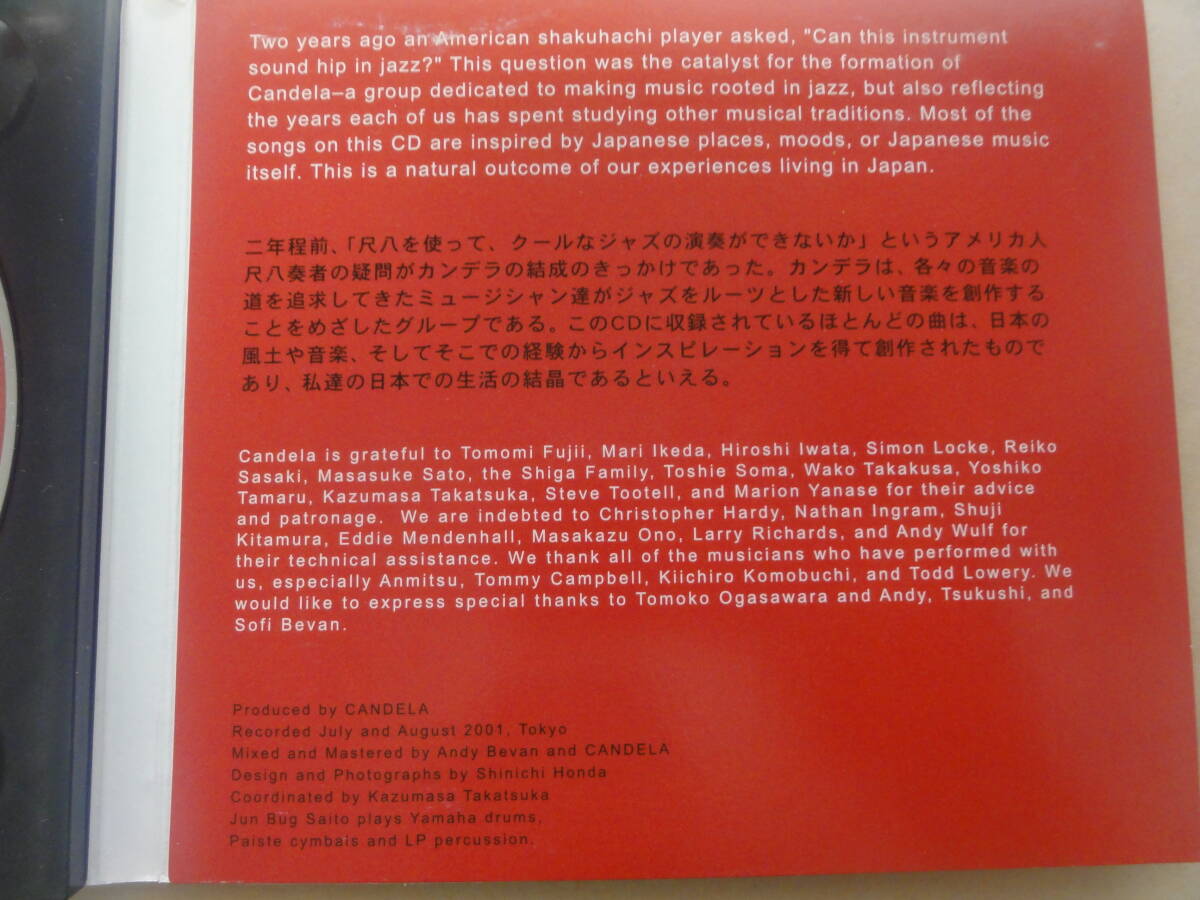 Two years ago an American shakuhachi player asked, "Can this instrument
sound hip in jazz?" This question was the catalyst for the formation of
Candela–a group dedicated to making music rooted in jazz, but also reflecting
the years each of us has spent studying other musical traditions. Most of the
songs on this CD are inspired by Japanese places, moods, or Japanese music
itself. This is a natural outcome of our experiences living in Japan.
二年程前、「尺八を使って、クールなジャズの演奏ができないか」というアメリカ人
尺八奏者の疑問がカンデラの結成のきっかけであった。カンデラは、各々の音楽の
道を追求してきたミュージシャン達がジャズをルーツとした新しい音楽を創作する
ことをめざしたグループである。このCDに収録されているほとんどの曲は、日本の
風土や音楽、そしてそこでの経験からインスピレーションを得て創作されたもので
あり、私達の日本での生活の結晶であるといえる。
Candela is grateful to Tomomi Fujii, Mari Ikeda, Hiroshi Iwata, Simon Locke, Reiko
Sasaki, Masasuke Sato, the Shiga Family, Toshie Soma, Wako Takakusa, Yoshiko
Tamaru, Kazumasa Takatsuka, Steve Tootell, and Marion Yanase for their advice
and patronage. We are indebted to Christopher Hardy, Nathan Ingram, Shuji
Kitamura, Eddie Mendenhall, Masakazu Ono, Larry Richards, and Andy Wulf for
their technical assistance. We thank all of the musicians who have performed with
us, especially Anmitsu, Tommy Campbell, Kiichiro Komobuchi, and Todd Lowery. We
would like to express special thanks to Tomoko Ogasawara and Andy, Tsukushi, and
Sofi Bevan.
Produced by CANDELA
Recorded July and August 2001, Tokyo
Mixed and Mastered by Andy Bevan and CANDELA
Design and Photographs by Shinichi Honda
Coordinated by Kazumasa Takatsuka
Jun Bug Saito plays Yamaha drums,
Paiste cymbals and LP percussion.